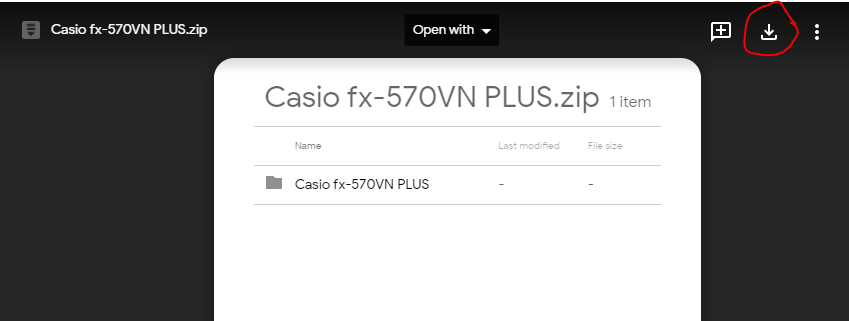 Casio fx-570VN PLUS.zip
Open with
Casio fx-570VN PLUS.zip 1 item
Name Last modified File size
Casio fx-570VN PLUS - -